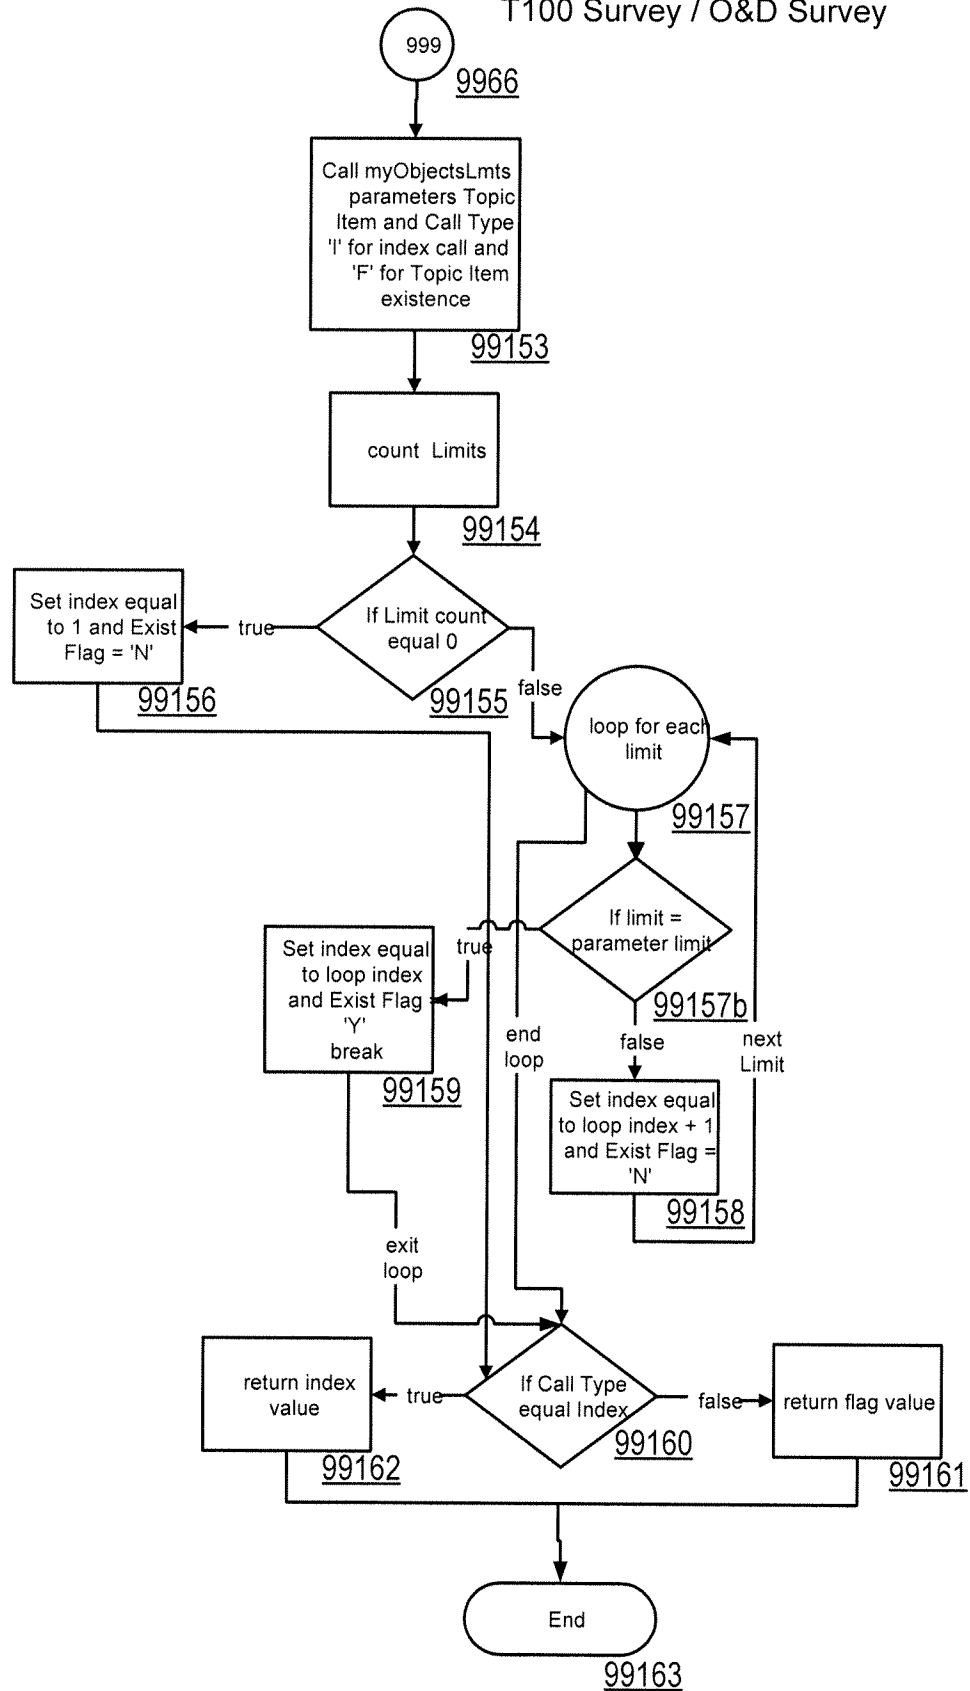 T100 Survey / O&D Survey
999
9966
Call myObjectsLmts
parameters Topic
Item and Call Type
'I' for index call and
'F' for Topic Item
existence
99153
count Limits
99154
If Limit count
equal 0
99155
true
Set index equal
to 1 and Exist
Flag = 'N'
99156
false
loop for each
limit
99157
If limit =
parameter limit
99157b
true
Set index equal
to loop index
and Exist Flag
'Y'
break
99159
end
loop
false
next
Limit
Set index equal
to loop index + 1
and Exist Flag =
'N'
99158
exit
loop
If Call Type
equal Index
99160
true
return index
value
99162
false
return flag value
99161
End
99163